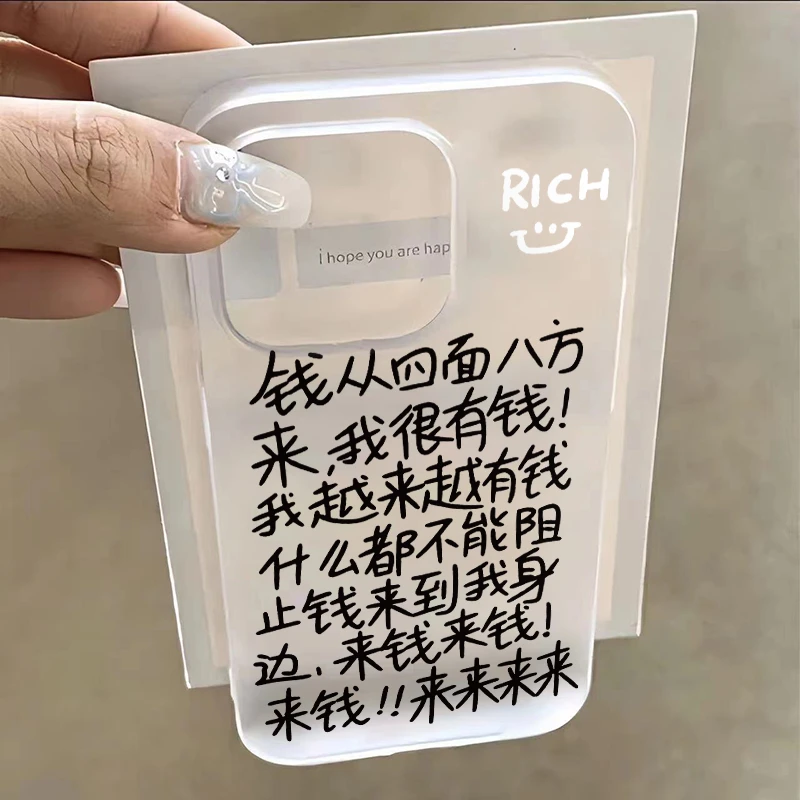 RICH
i hope you are hap
钱从四面八方
来,我很有钱!
我越来越有钱
什么都不能阻
止钱来到我身
边,来钱来钱!
来钱!!来来来来